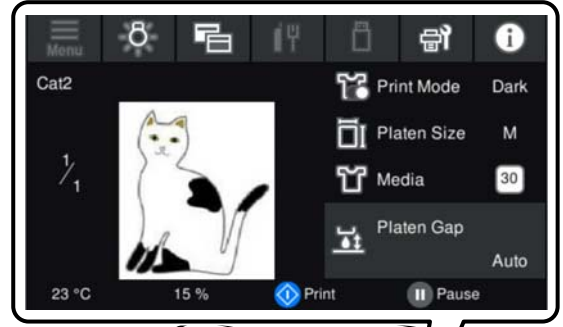 Menu
Cat2
Print Mode Dark
Platen Size M
1/1
Media 30
Platen Gap
Auto
23 °C 15 % Print Pause